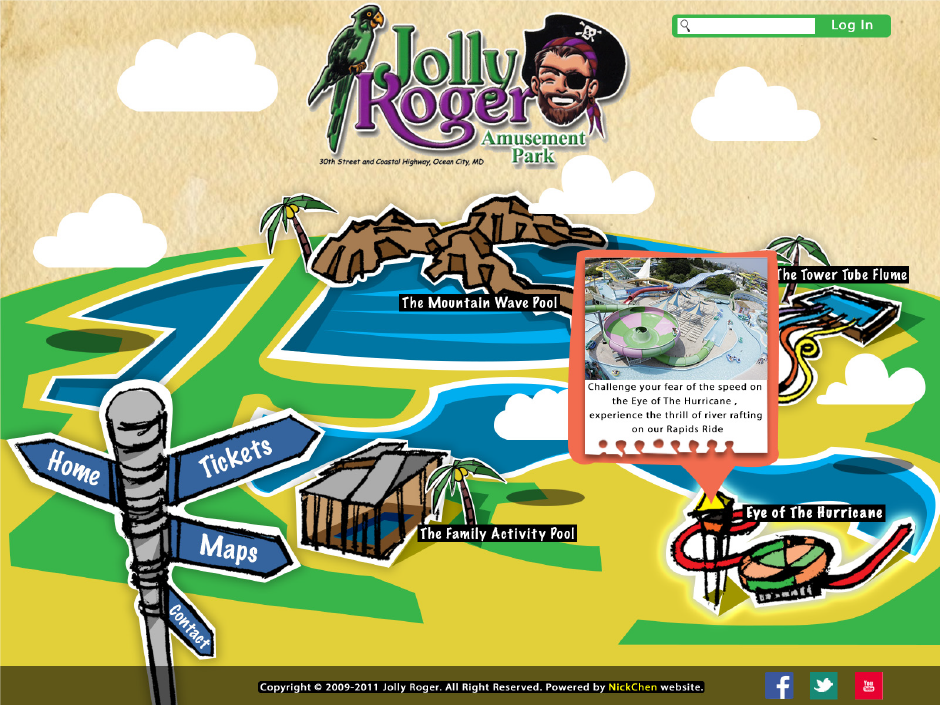 Log In
Jolly
Roger
Amusement
Park
30th Street and Coastal Highway, Ocean City, MD
The Tower Tube Flume
The Mountain Wave Pool
Challenge your fear of the speed on
the Eye of The Hurricane ,
experience the thrill of river rafting
on our Rapids Ride
Home
Tickets
Eye of The Hurricane
The Family Activity Pool
Maps
Contact
Copyright © 2009-2011 Jolly Roger. All Right Reserved. Powered by NickChen website.
f
You